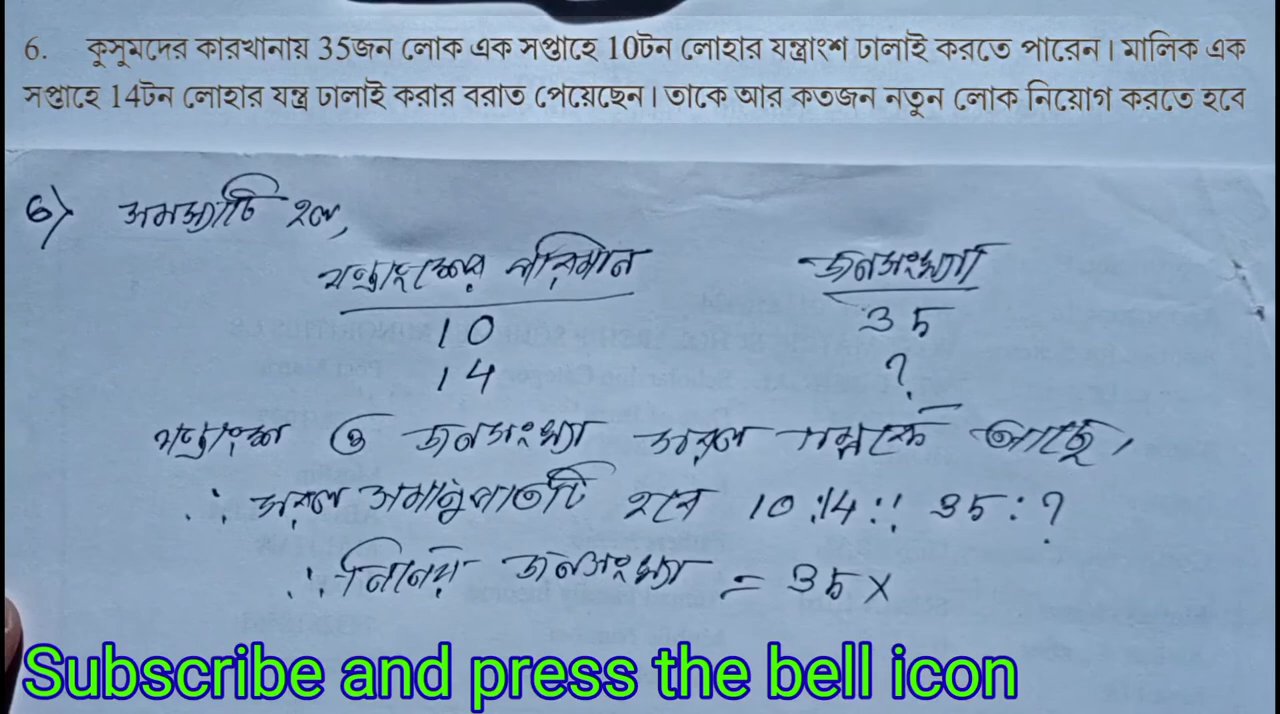 6. কুসুমদের কারখানায় 35জন লোক এক সপ্তাহে 10টন লোহার যন্ত্রাংশ ঢালাই করতে পারেন। মালিক এক
সপ্তাহে 14টন লোহার যন্ত্র ঢালাই করার বরাত পেয়েছেন। তাকে আর কতজন নতুন লোক নিয়োগ করতে হবে
6) সমস্যাটি হল,
যন্ত্রাংশের পরিমান জনসংখ্যা
10 35
14 ?
যন্ত্রাংশ ও জনসংখ্যা সরল সম্পর্কে আছে,
∴ সরল সমানুপাতটি হবে 10:14::35:?
∴ নির্নেয় জনসংখ্যা = 35×
Subscribe and press the bell icon